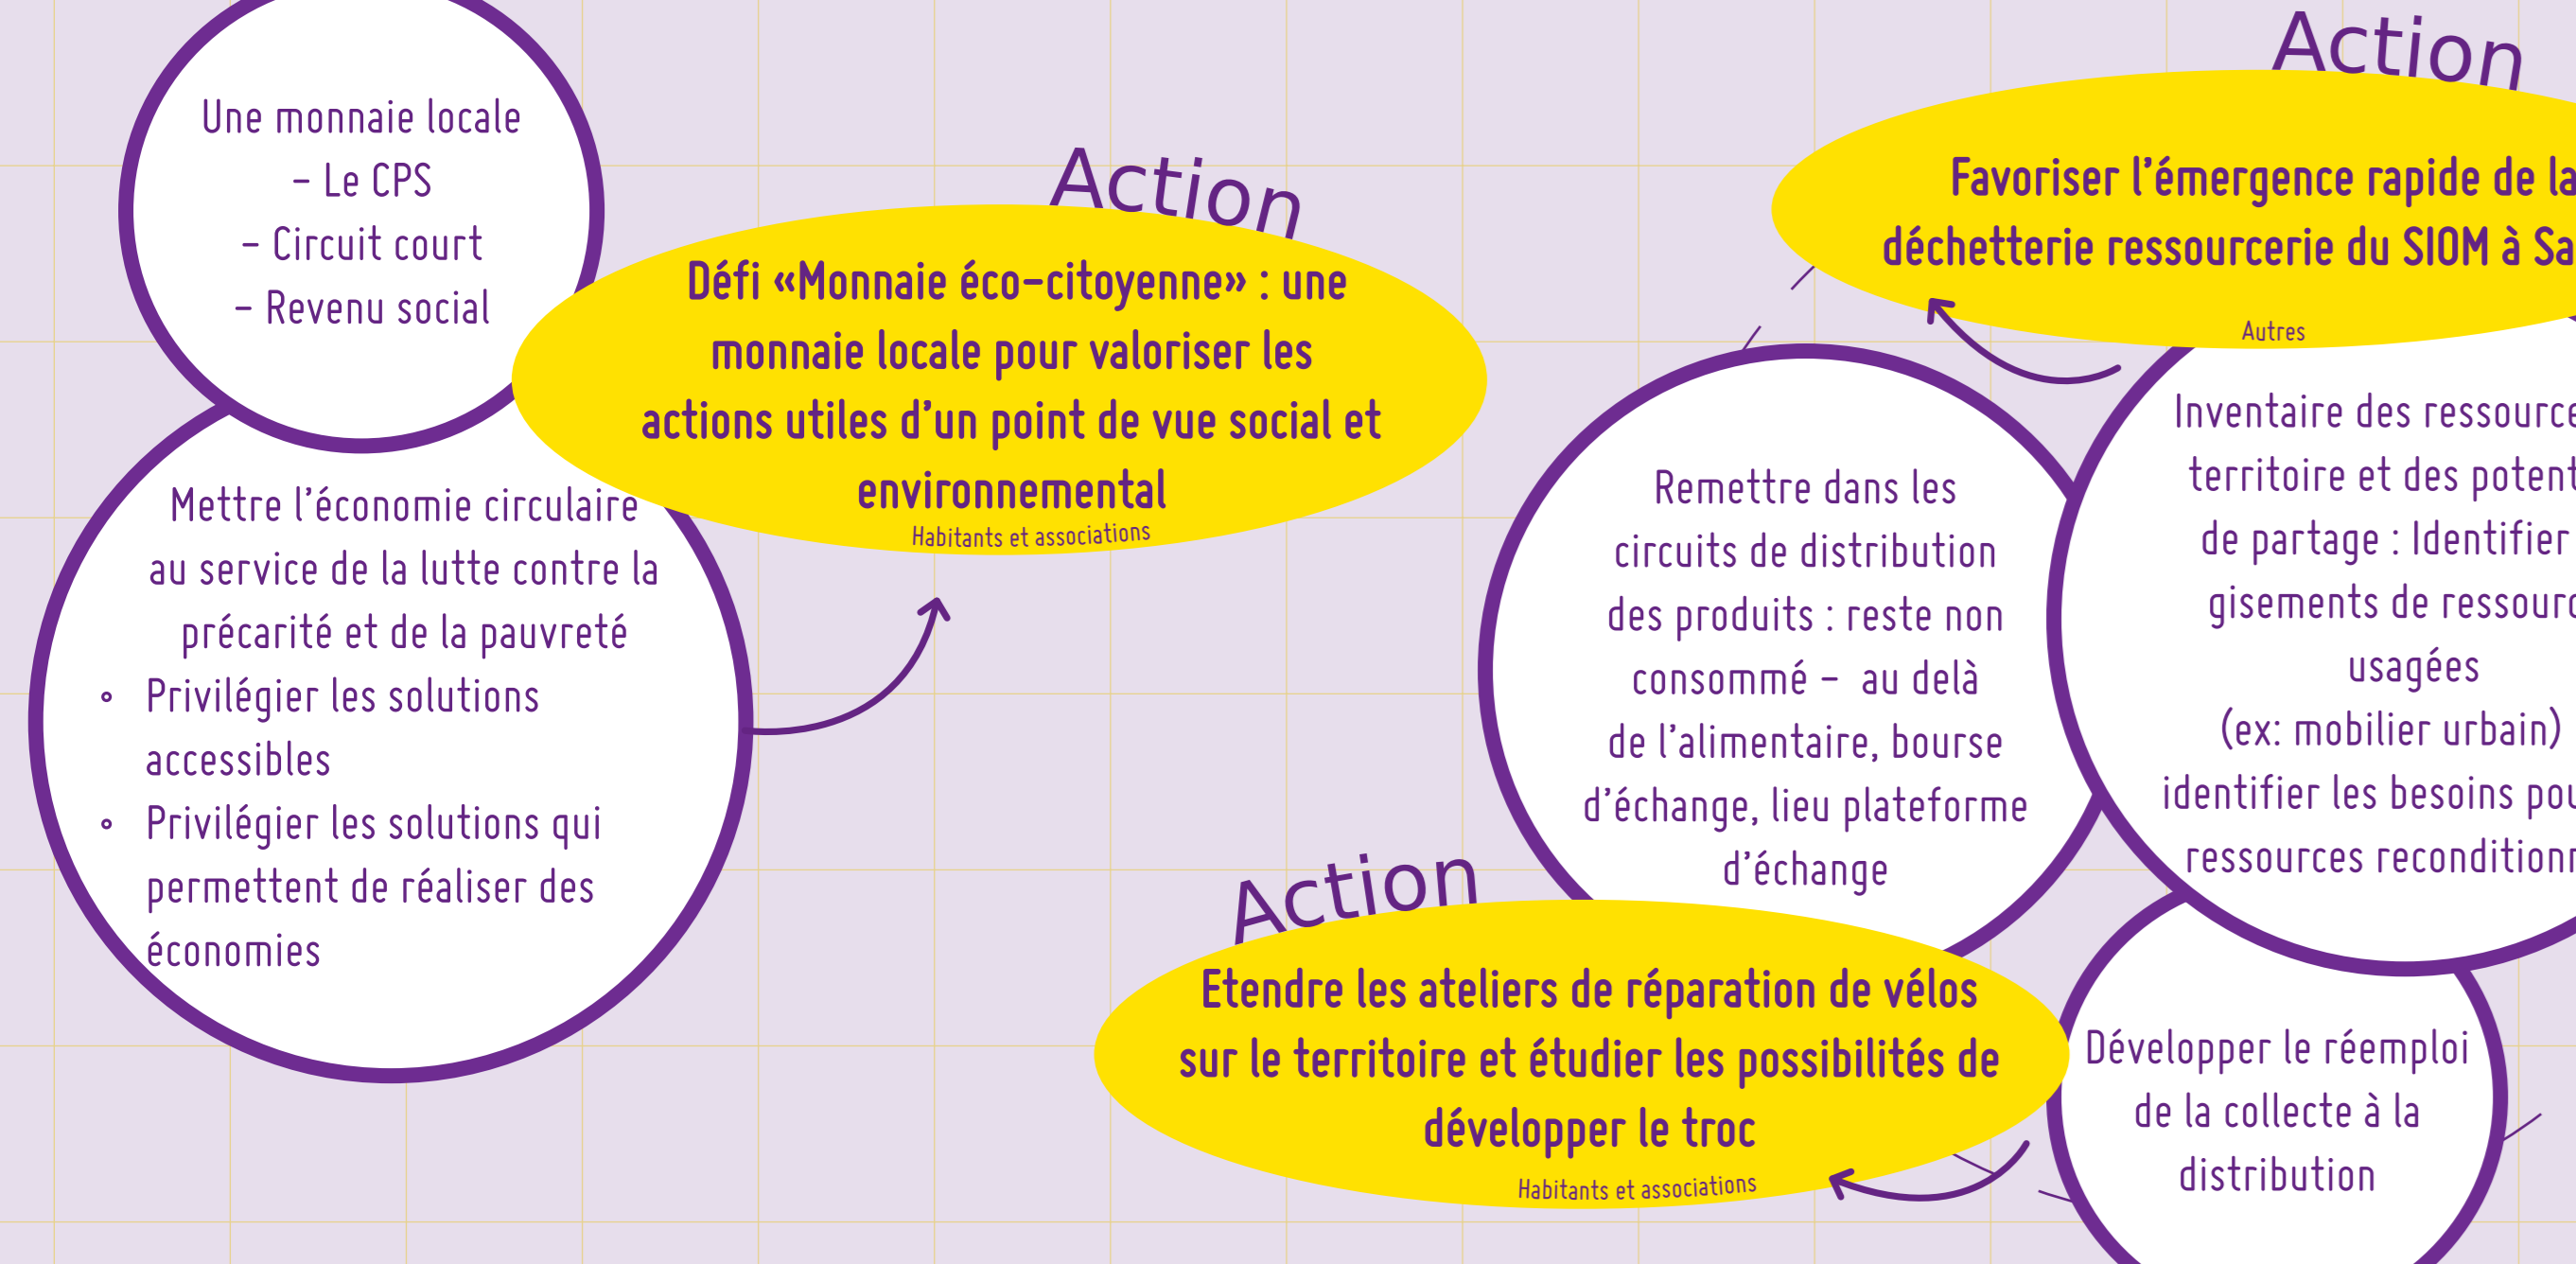 Une monnaie locale
– Le CPS
– Circuit court
– Revenu social
Mettre l'économie circulaire
au service de la lutte contre la
précarité et de la pauvreté
° Privilégier les solutions
accessibles
° Privilégier les solutions qui
permettent de réaliser des
économies
Action
Défi «Monnaie éco-citoyenne» : une
monnaie locale pour valoriser les
actions utiles d'un point de vue social et
environnemental
Habitants et associations
Action
Favoriser l'émergence rapide de la
déchetterie ressourcerie du SIOM à
Autres
Remettre dans les
circuits de distribution
des produits : reste non
consommé – au delà
de l'alimentaire, bourse
d'échange, lieu plateforme
d'échange
Inventaire des
territoire et des
de partage : Identifier
gisements de
usagées
(ex: mobilier urbain)
identifier les besoins
ressources
Action
Etendre les ateliers de réparation de vélos
sur le territoire et étudier les possibilités de
développer le troc
Habitants et associations
Développer le réemploi
de la collecte à la
distribution